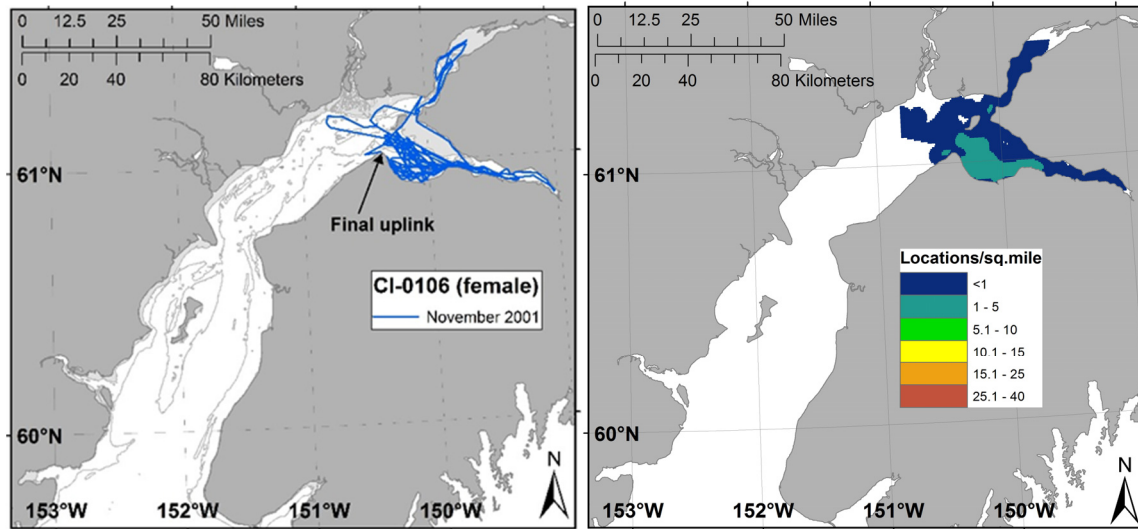 0 12.5 25 50 Miles
0 20 40 80 Kilometers
61°N
Final uplink
CI-0106 (female)
November 2001
60°N
N
153°W 152°W 151°W 150°W
0 12.5 25 50 Miles
0 20 40 80 Kilometers
61°N
Locations/sq.mile
<1
1 - 5
5.1 - 10
10.1 - 15
15.1 - 25
25.1 - 40
60°N
N
153°W 152°W 151°W 150°W